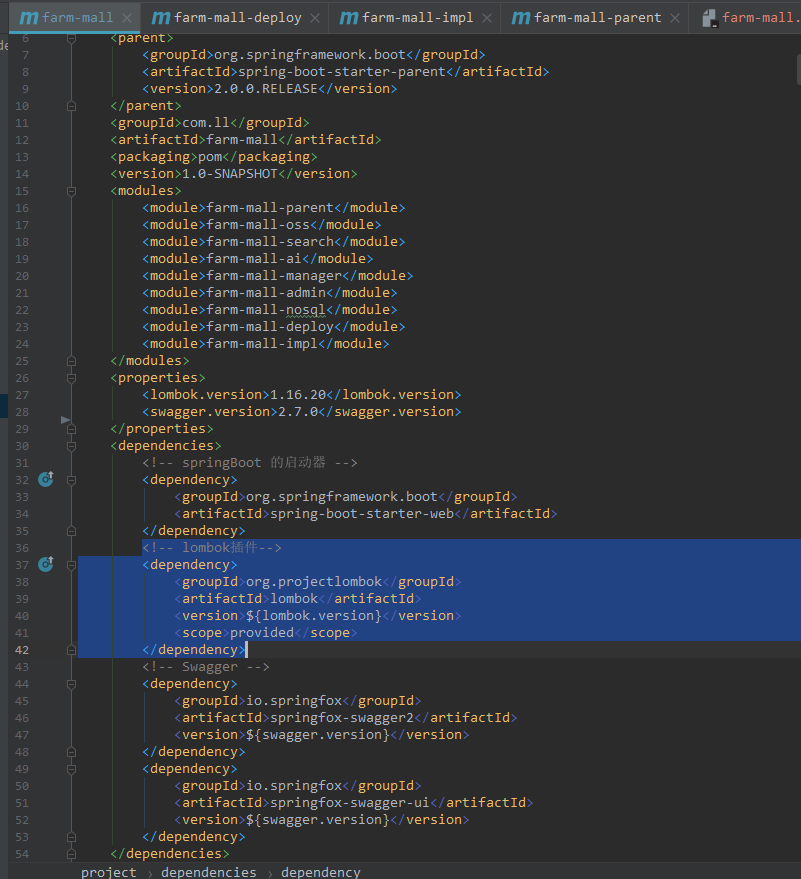 farm-mall
farm-mall-deploy
farm-mall-impl
farm-mall-parent
farm-mall.
6 <parent>
7 <groupId>org.springframework.boot</groupId>
8 <artifactId>spring-boot-starter-parent</artifactId>
9 <version>2.0.0.RELEASE</version>
10 </parent>
11 <groupId>com.ll</groupId>
12 <artifactId>farm-mall</artifactId>
13 <packaging>pom</packaging>
14 <version>1.0-SNAPSHOT</version>
15 <modules>
16 <module>farm-mall-parent</module>
17 <module>farm-mall-oss</module>
18 <module>farm-mall-search</module>
19 <module>farm-mall-ai</module>
20 <module>farm-mall-manager</module>
21 <module>farm-mall-admin</module>
22 <module>farm-mall-nosql</module>
23 <module>farm-mall-deploy</module>
24 <module>farm-mall-impl</module>
25 </modules>
26 <properties>
27 <lombok.version>1.16.20</lombok.version>
28 <swagger.version>2.7.0</swagger.version>
29 </properties>
30 <dependencies>
31 <!-- springBoot 的启动器 -->
32 <dependency>
33 <groupId>org.springframework.boot</groupId>
34 <artifactId>spring-boot-starter-web</artifactId>
35 </dependency>
36 <!-- lombok插件-->
37 <dependency>
38 <groupId>org.projectlombok</groupId>
39 <artifactId>lombok</artifactId>
40 <version>${lombok.version}</version>
41 <scope>provided</scope>
42 </dependency>
43 <!-- Swagger -->
44 <dependency>
45 <groupId>io.springfox</groupId>
46 <artifactId>springfox-swagger2</artifactId>
47 <version>${swagger.version}</version>
48 </dependency>
49 <dependency>
50 <groupId>io.springfox</groupId>
51 <artifactId>springfox-swagger-ui</artifactId>
52 <version>${swagger.version}</version>
53 </dependency>
54 </dependencies>
project › dependencies › dependency